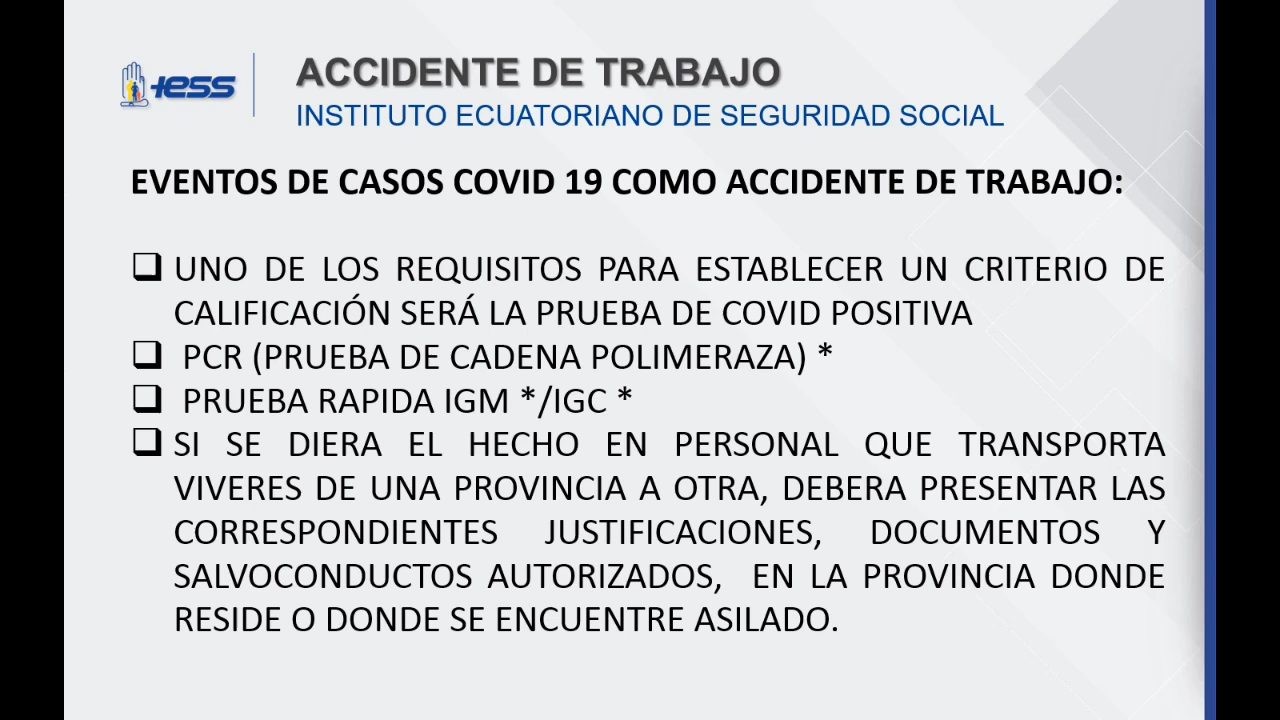 IESS
ACCIDENTE DE TRABAJO
INSTITUTO ECUATORIANO DE SEGURIDAD SOCIAL
EVENTOS DE CASOS COVID 19 COMO ACCIDENTE DE TRABAJO:
❑ UNO DE LOS REQUISITOS PARA ESTABLECER UN CRITERIO DE
CALIFICACIÓN SERÁ LA PRUEBA DE COVID POSITIVA
❑ PCR (PRUEBA DE CADENA POLIMERAZA) *
❑ PRUEBA RAPIDA IGM */IGC *
❑ SI SE DIERA EL HECHO EN PERSONAL QUE TRANSPORTA
VIVERES DE UNA PROVINCIA A OTRA, DEBERA PRESENTAR LAS
CORRESPONDIENTES JUSTIFICACIONES, DOCUMENTOS Y
SALVOCONDUCTOS AUTORIZADOS, EN LA PROVINCIA DONDE
RESIDE O DONDE SE ENCUENTRE ASILADO.